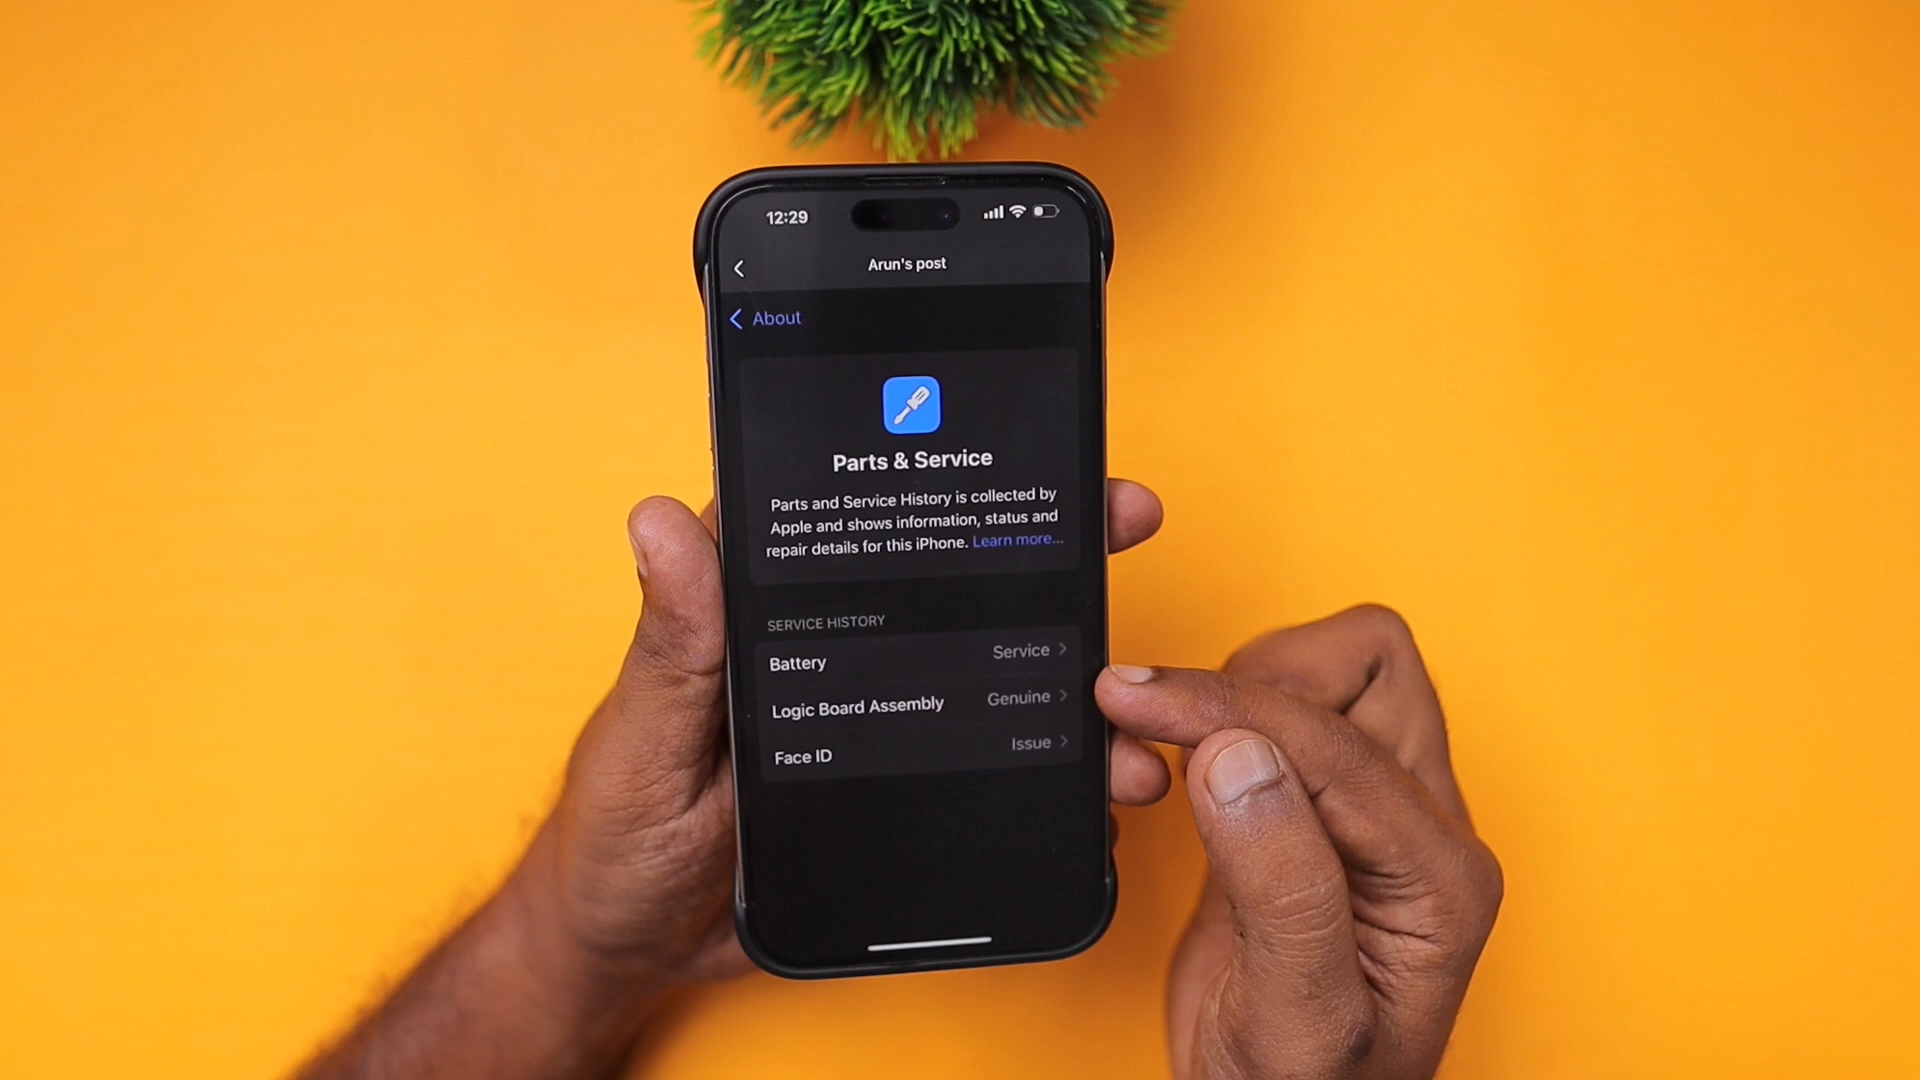 12:29
Arun's post
About
Parts & Service
Parts and Service History is collected by
Apple and shows information, status and
repair details for this iPhone. Learn more...
SERVICE HISTORY
Battery Service
Logic Board Assembly Genuine
Face ID Issue